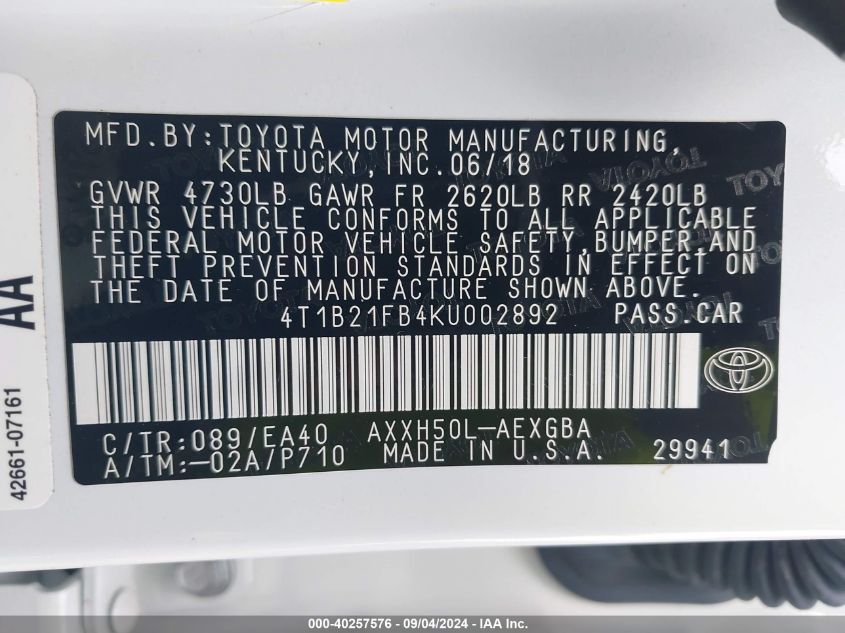 MFD.BY:TOYOTA MOTOR MANUFACTURING,
KENTUCKY,INC.06/18
GVWR 4730LB GAWR FR 2620LB RR 2420LB
THIS VEHICLE CONFORMS TO ALL APPLICABLE
FEDERAL MOTOR VEHICLE SAFETY,BUMPER,AND
THEFT PREVENTION STANDARDS IN EFFECT ON
THE DATE OF MANUFACTURE SHOWN ABOVE.
4T1B21FB4KU002892 PASS.CAR
C/TR:089/EA40 AXXH50L-AEXGBA
A/TM:-02A/P710 MADE IN U.S.A. 29941
AA
42661-07161
TOYOTA
TOYOTA
TOYOTA
000-40257576 - 09/04/2024 - IAA Inc.